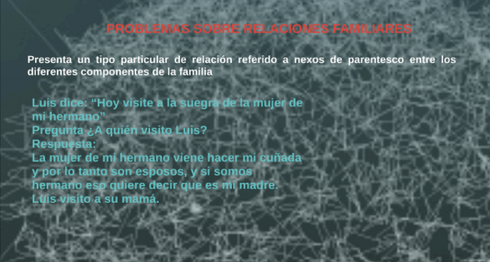 PROBLEMAS SOBRE RELACIONES FAMILIARES
Presenta un tipo particular de relación referido a nexos de parentesco entre los
diferentes componentes de la familia
Luis dice: "Hoy visite a la suegra de la mujer de
mi hermano"
Pregunta ¿A quién visito Luis?
Respuesta:
La mujer de mi hermano viene hacer mi cuñada
y por lo tanto son esposos, y si somos
hermano eso quiere decir que es mi madre.
Luis visito a su mamá.